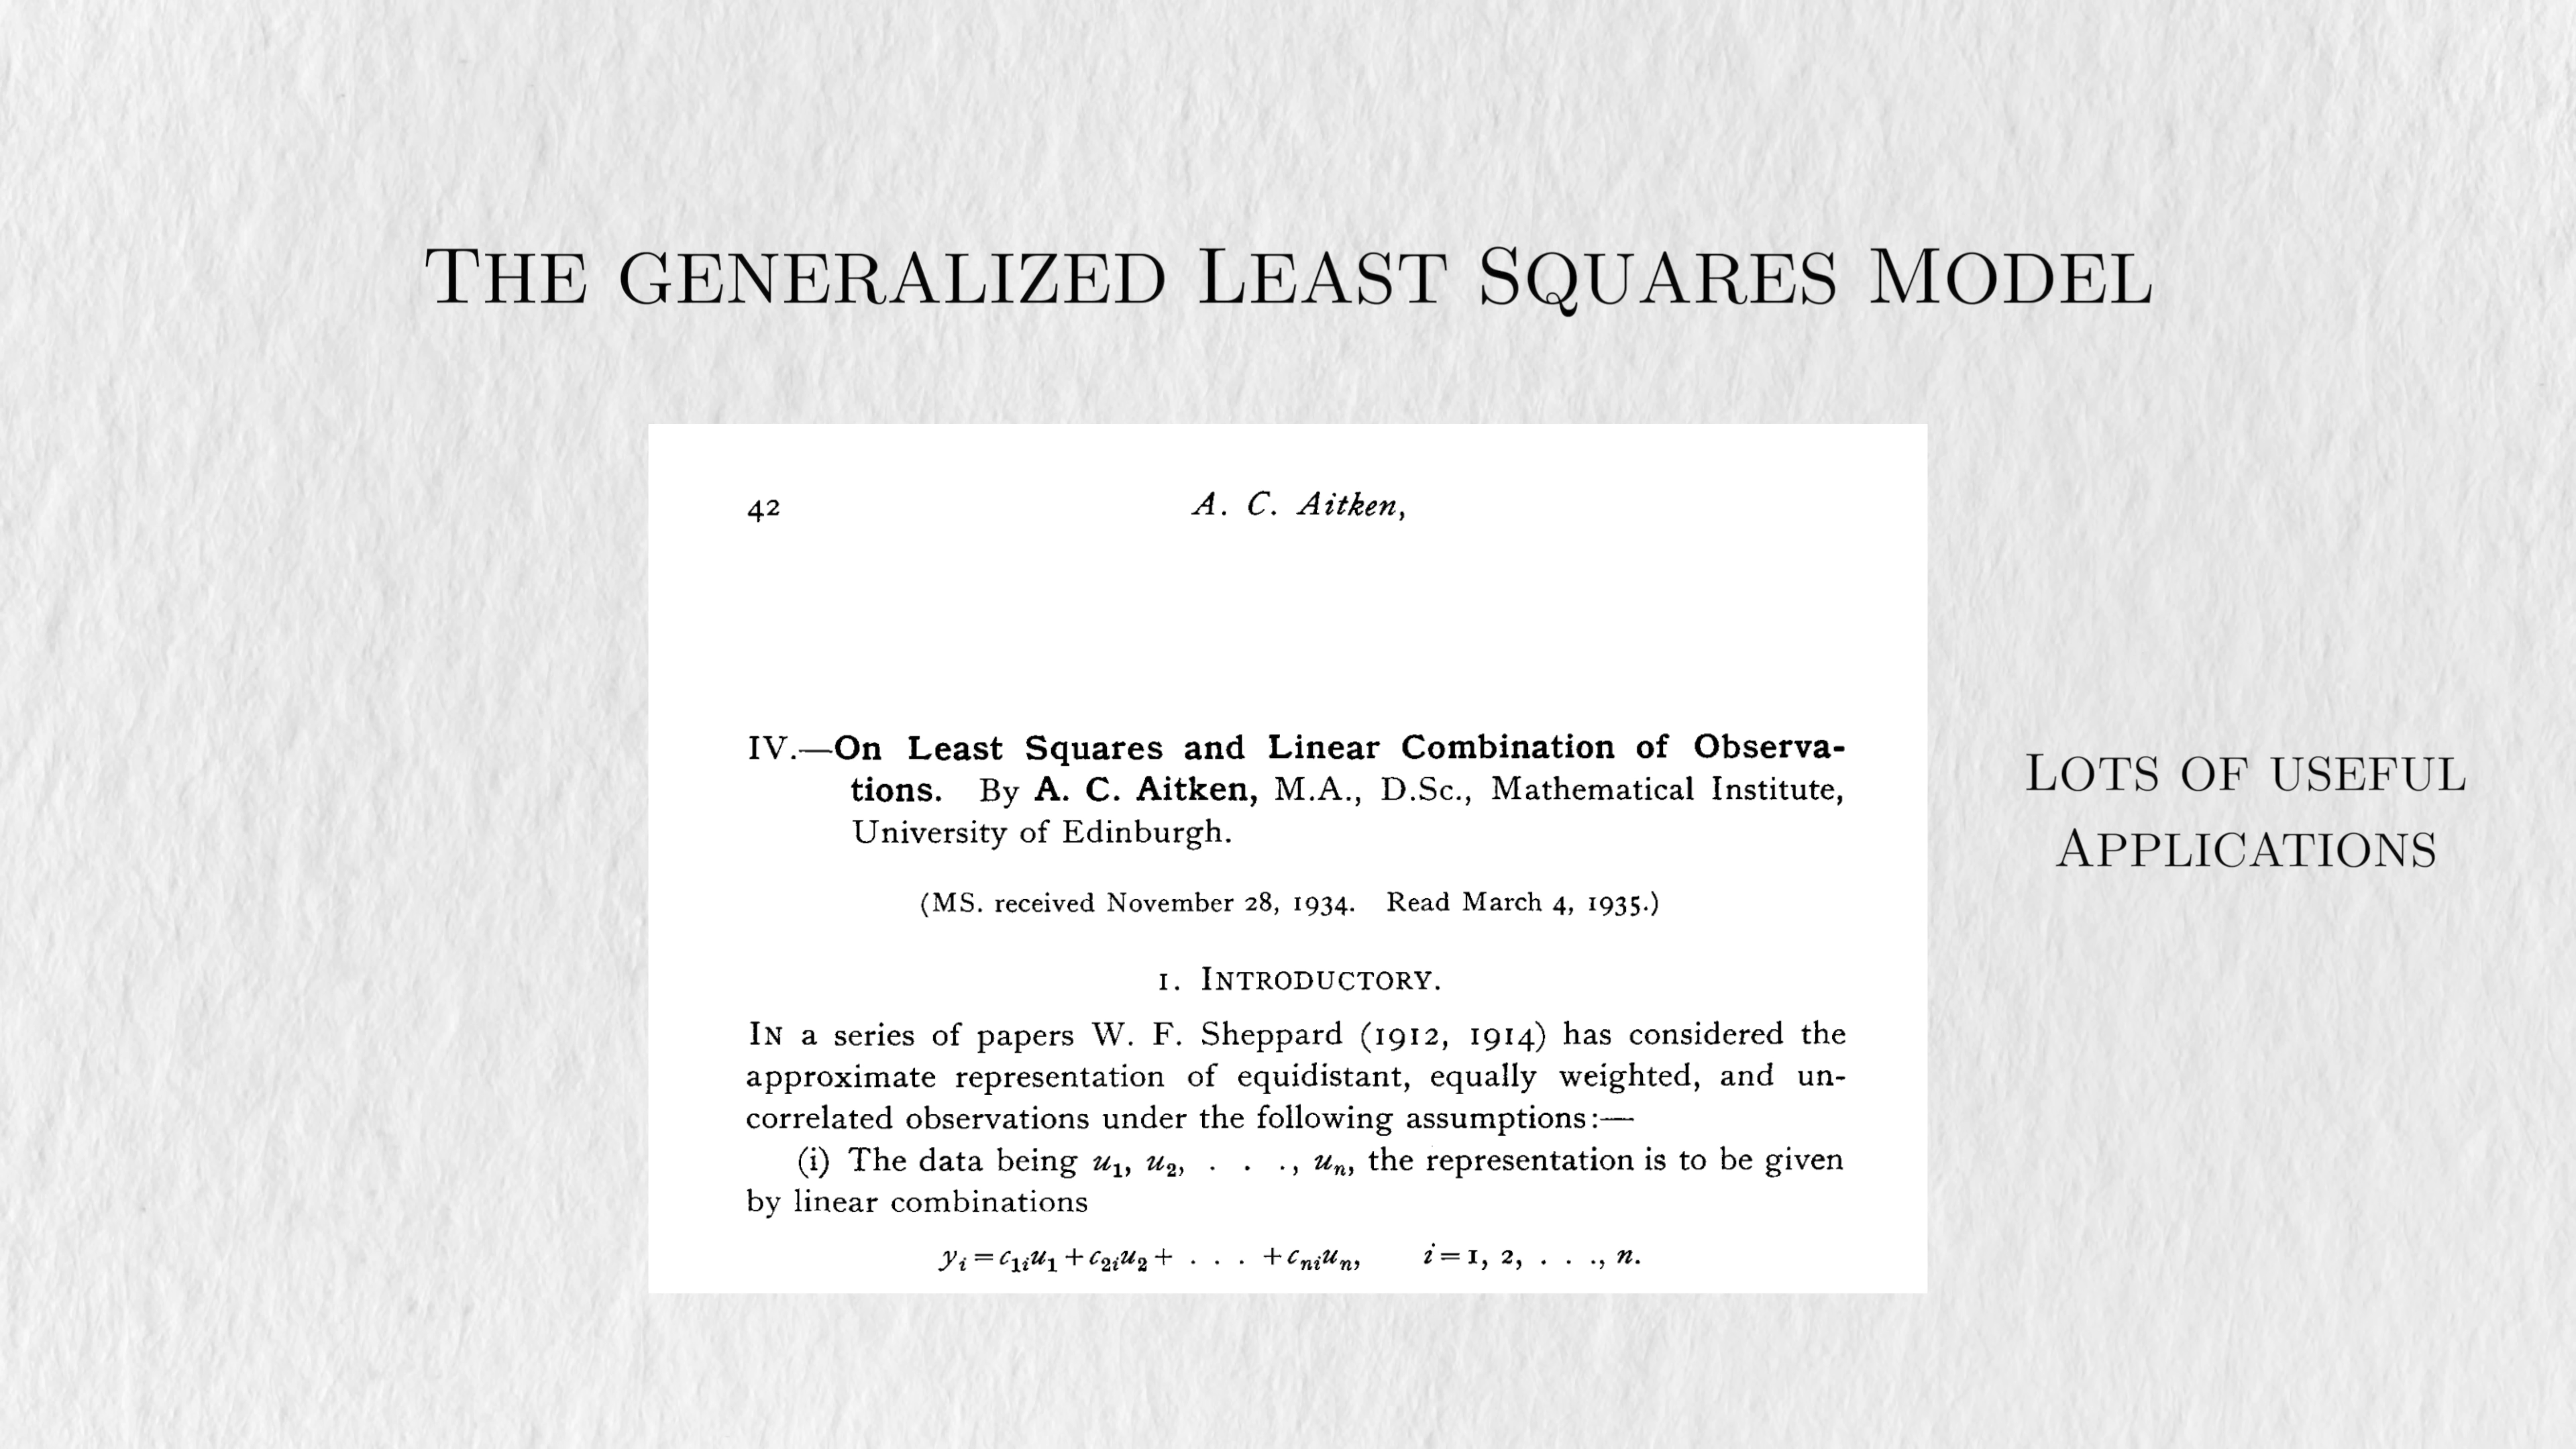 THE GENERALIZED LEAST SQUARES MODEL
42 A. C. Aitken,
IV.—On Least Squares and Linear Combination of Observa-
tions. By A. C. Aitken, M.A., D.Sc., Mathematical Institute,
University of Edinburgh.
(MS. received November 28, 1934. Read March 4, 1935.)
1. INTRODUCTORY.
IN a series of papers W. F. Sheppard (1912, 1914) has considered the
approximate representation of equidistant, equally weighted, and un-
correlated observations under the following assumptions:—
(i) The data being u₁, u₂, . . ., uₙ, the representation is to be given
by linear combinations
yᵢ = c₁ᵢu₁ + c₂ᵢu₂ + . . . + cₙᵢuₙ, i = 1, 2, . . ., n.
LOTS OF USEFUL
APPLICATIONS